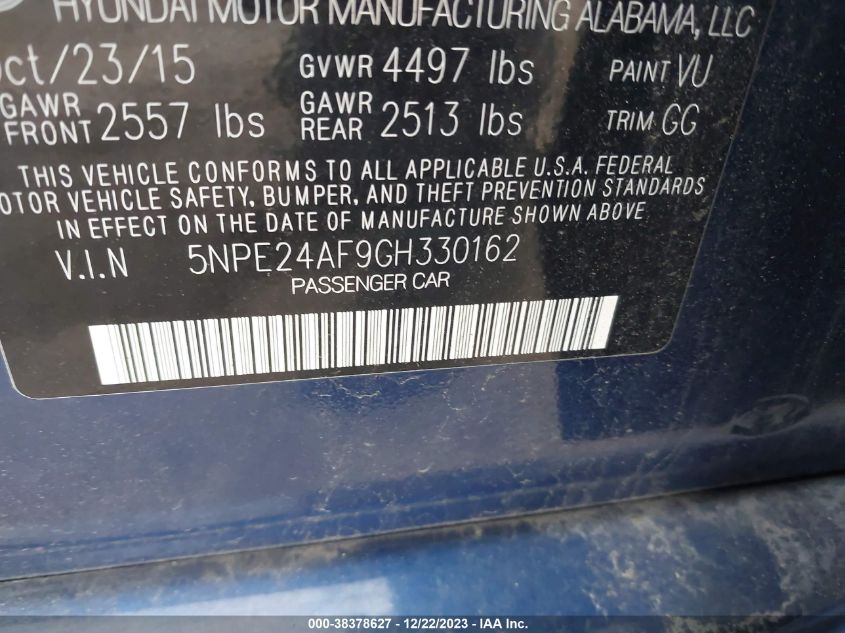 HYUNDAI MOTOR MANUFACTURING ALABAMA, LLC
Oct/23/15 GVWR 4497 lbs PAINT VU
GAWR FRONT 2557 lbs GAWR REAR 2513 lbs TRIM GG
THIS VEHICLE CONFORMS TO ALL APPLICABLE U.S.A. FEDERAL
MOTOR VEHICLE SAFETY, BUMPER, AND THEFT PREVENTION STANDARDS
IN EFFECT ON THE DATE OF MANUFACTURE SHOWN ABOVE
V.I.N 5NPE24AF9GH330162
PASSENGER CAR
000-38378627 - 12/22/2023 - IAA Inc.